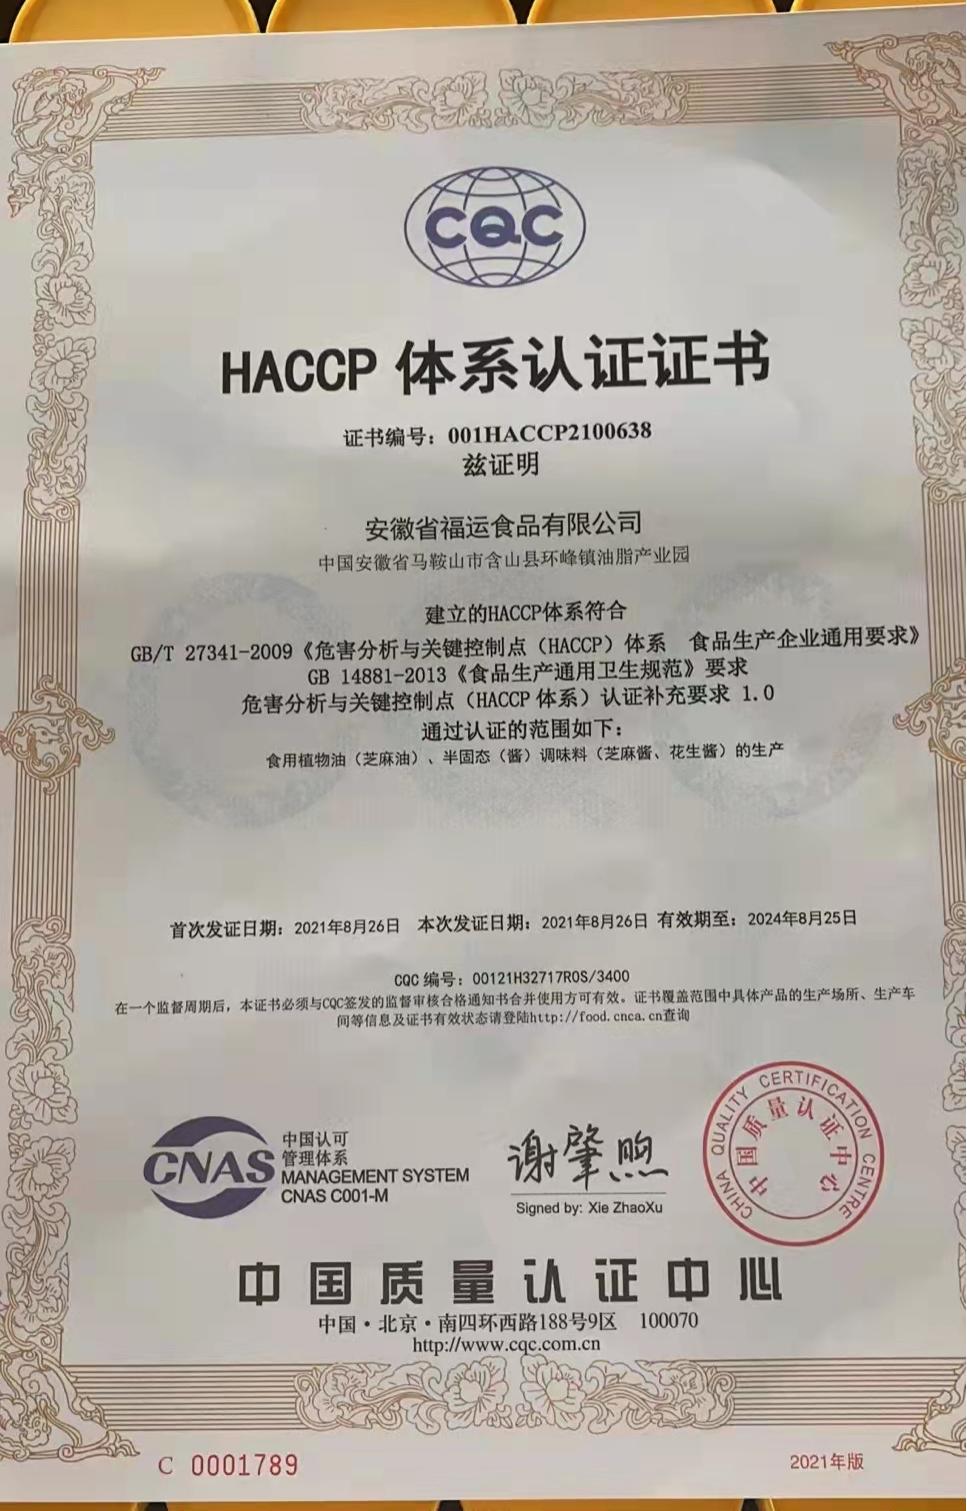 CQC
HACCP 体系认证证书
证书编号：001HACCP2100638
兹证明
安徽省福运食品有限公司
中国安徽省马鞍山市含山县环峰镇油脂产业园
建立的HACCP体系符合
GB/T 27341-2009《危害分析与关键控制点（HACCP）体系 食品生产企业通用要求》
GB 14881-2013《食品生产通用卫生规范》要求
危害分析与关键控制点（HACCP 体系）认证补充要求 1.0
通过认证的范围如下：
食用植物油（芝麻油）、半固态（酱）调味料（芝麻酱、花生酱）的生产
首次发证日期：2021年8月26日 本次发证日期：2021年8月26日 有效期至：2024年8月25日
CQC 编号：00121H32717R0S/3400
在一个监督周期后，本证书必须与CQC签发的监督审核合格通知书合并使用方可有效。证书覆盖范围中具体产品的生产场所、生产车
间等信息及证书有效状态请登陆http://food.cnca.cn查询
CNAS
中国认可
管理体系
MANAGEMENT SYSTEM
CNAS C001-M
谢肇煦
Signed by: Xie ZhaoXu
CHINA QUALITY CERTIFICATION CENTRE
中国质量认证中心
中国质量认证中心
中国·北京·南四环西路188号9区 100070
http://www.cqc.com.cn
C 0001789
2021年版